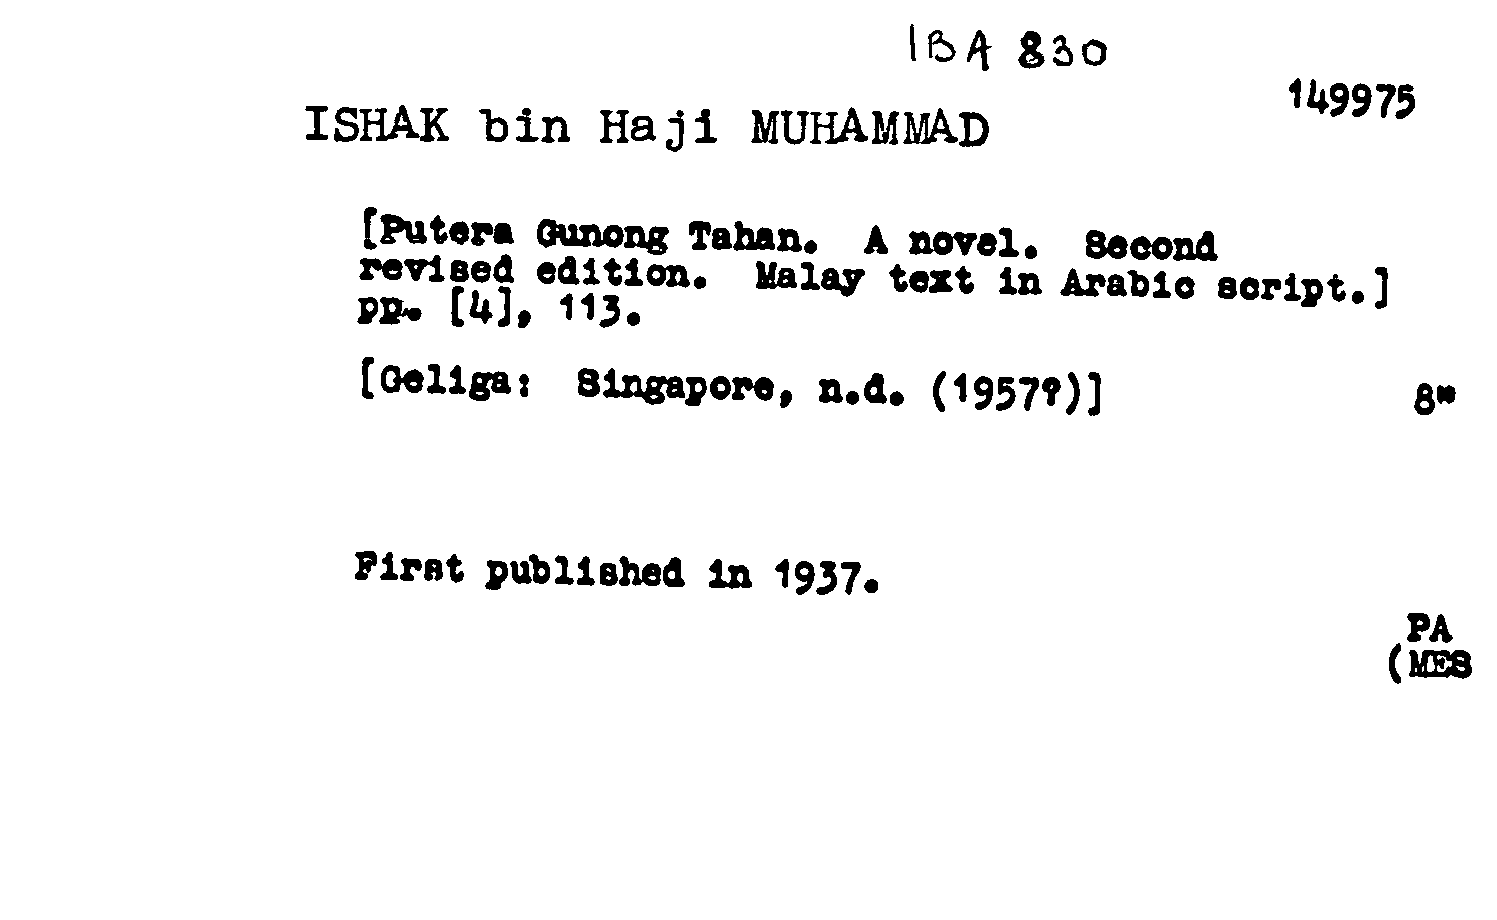 IBA 830
149975
ISHAK bin Haji MUHAMMAD
[Putera Gunong Tahan. A novel. Second
revised edition. Malay text in Arabic script.]
pp. [4], 113.
[Geliga: Singapore, n.d. (1957?)]
8"
First published in 1937.
PA
(MES